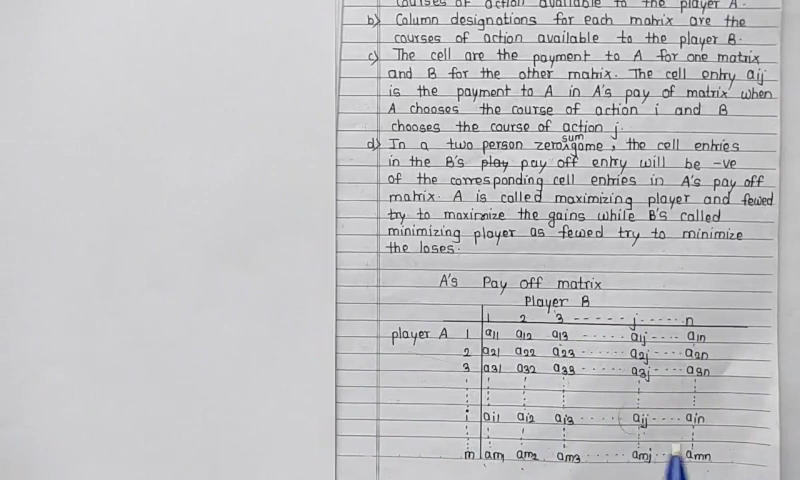 courses of action available to the player A.
b) Column designations for each matrix are the
courses of action available to the player B.
c) The cell are the payment to A for one matrix
and B for the other matrix. The cell entry aij
is the payment to A in A's pay of matrix when
A chooses the course of action i and B
chooses the course of action j.
d) In a two person zero sum game, the cell entries
in the B's play pay off entry will be -ve
of the corresponding cell entries in A's pay off
matrix. A is called maximizing player and fewed
try to maximize the gains while B's called
minimizing player as fewed try to minimize
the loses.
A's Pay off matrix
Player B
1 2 3 ------ j ------ n
player A 1 a11 a12 a13 ...... a1j .... a1n
2 a21 a22 a23 ...... a2j .... a2n
3 a31 a32 a33 ...... a3j .... a3n
i ai1 ai2 ai3 ...... aij .... ain
m am1 am2 am3 ...... amj .... amn